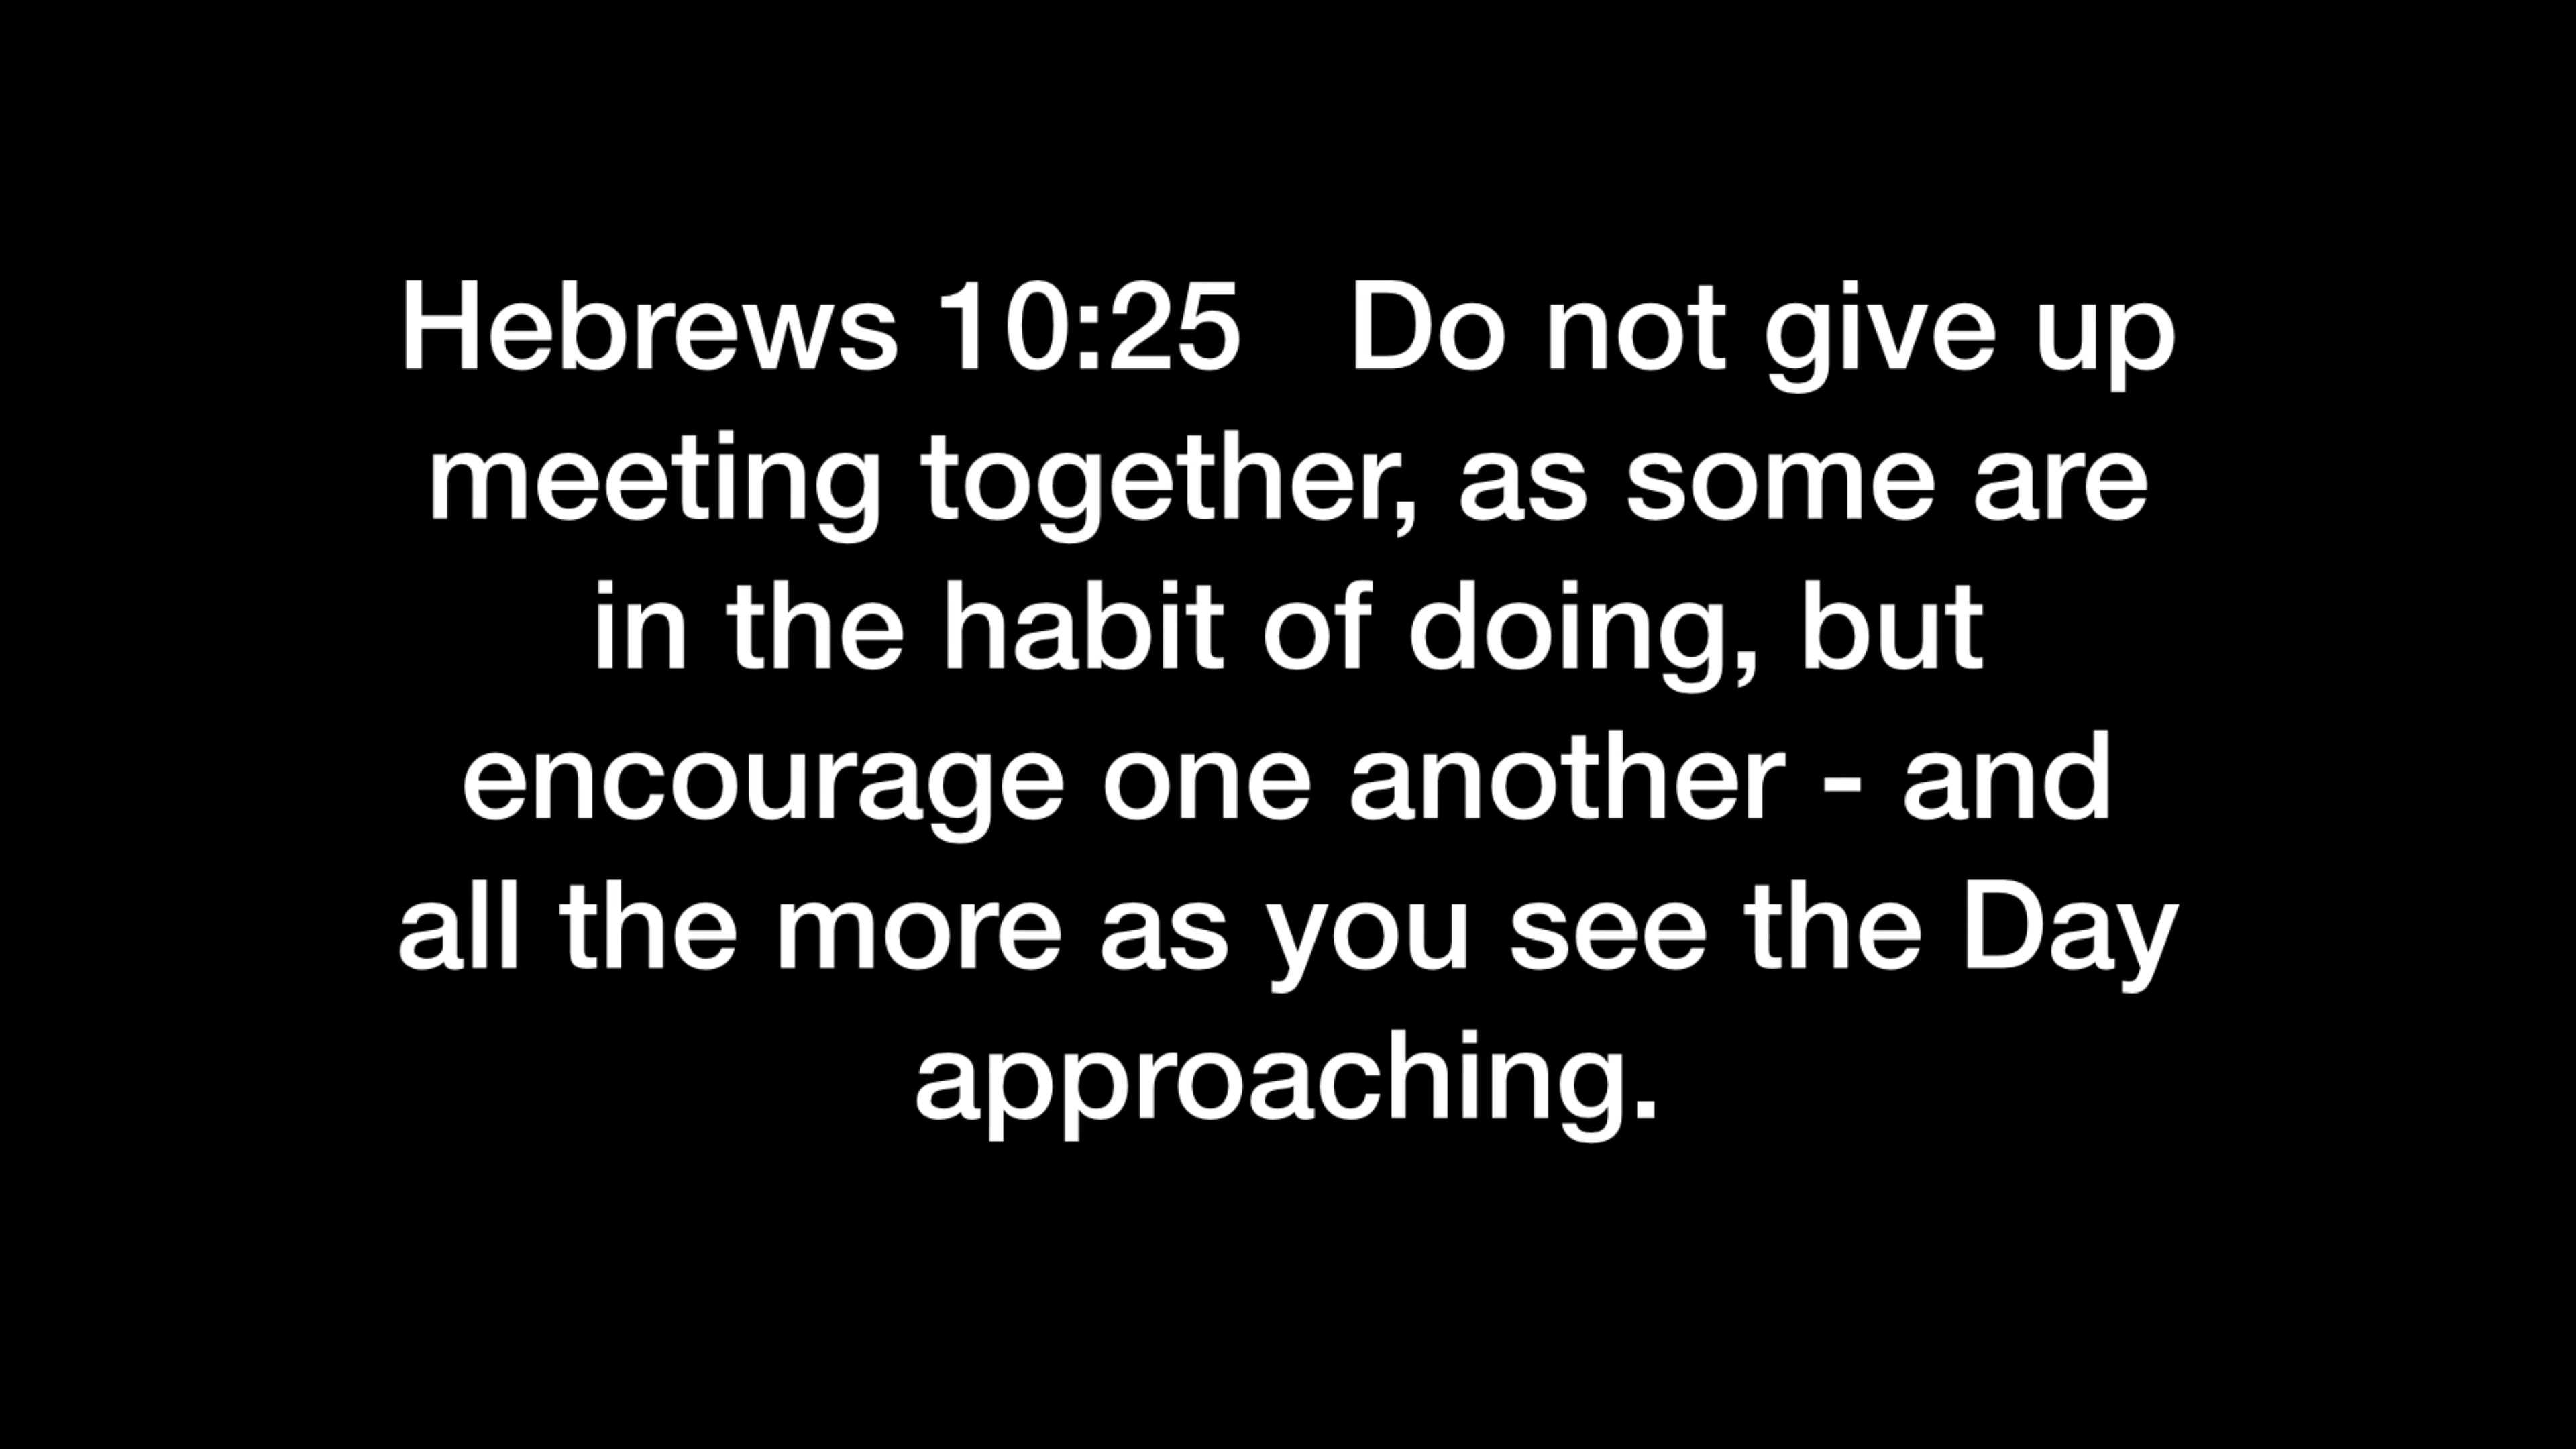 Hebrews 10:25   Do not give up
meeting together, as some are
in the habit of doing, but
encourage one another - and
all the more as you see the Day
approaching.